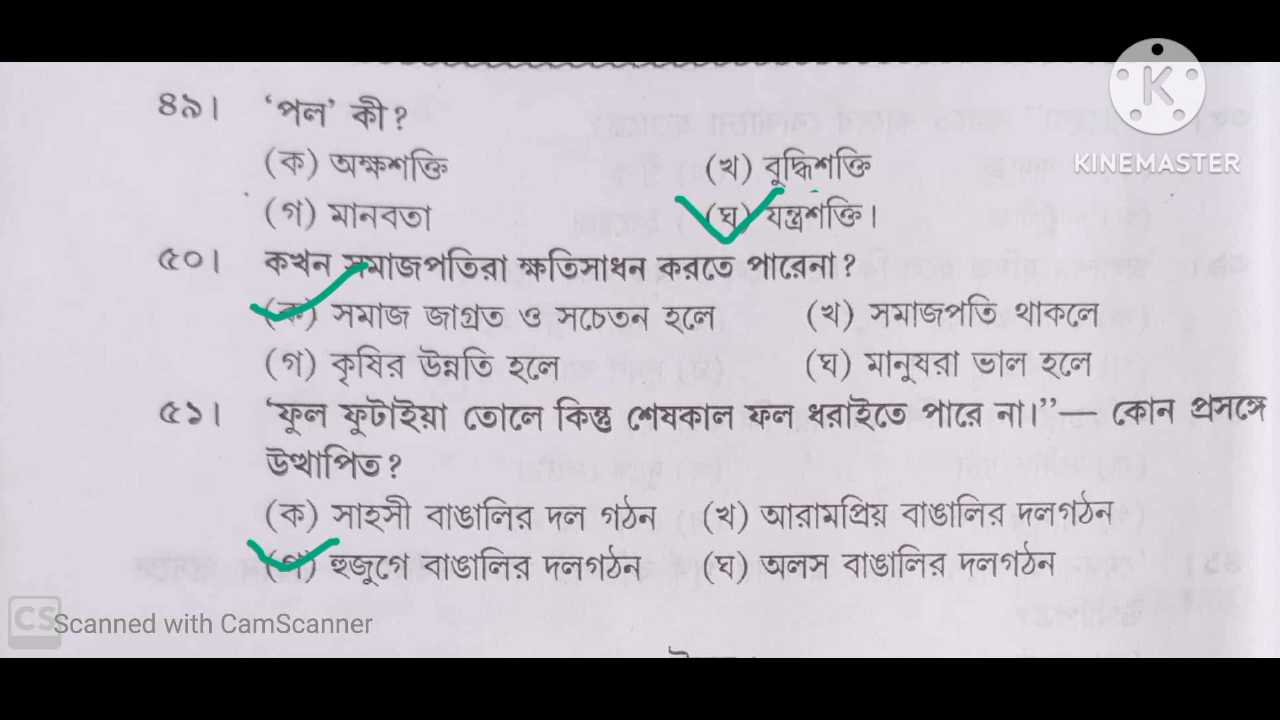 K
KINEMASTER
৪৯। ‘পল’ কী?
(ক) অক্ষশক্তি (খ) বুদ্ধিশক্তি
(গ) মানবতা (ঘ) যন্ত্রশক্তি।
৫০। কখন সমাজপতিরা ক্ষতিসাধন করতে পারেনা?
(ক) সমাজ জাগ্রত ও সচেতন হলে (খ) সমাজপতি থাকলে
(গ) কৃষির উন্নতি হলে (ঘ) মানুষরা ভাল হলে
৫১। ‘ফুল ফুটাইয়া তোলে কিন্তু শেষকাল ফল ধরাইতে পারে না।”— কোন প্রসঙ্গে
উত্থাপিত?
(ক) সাহসী বাঙালির দল গঠন (খ) আরামপ্রিয় বাঙালির দলগঠন
(গ) হুজুগে বাঙালির দলগঠন (ঘ) অলস বাঙালির দলগঠন
CS Scanned with CamScanner